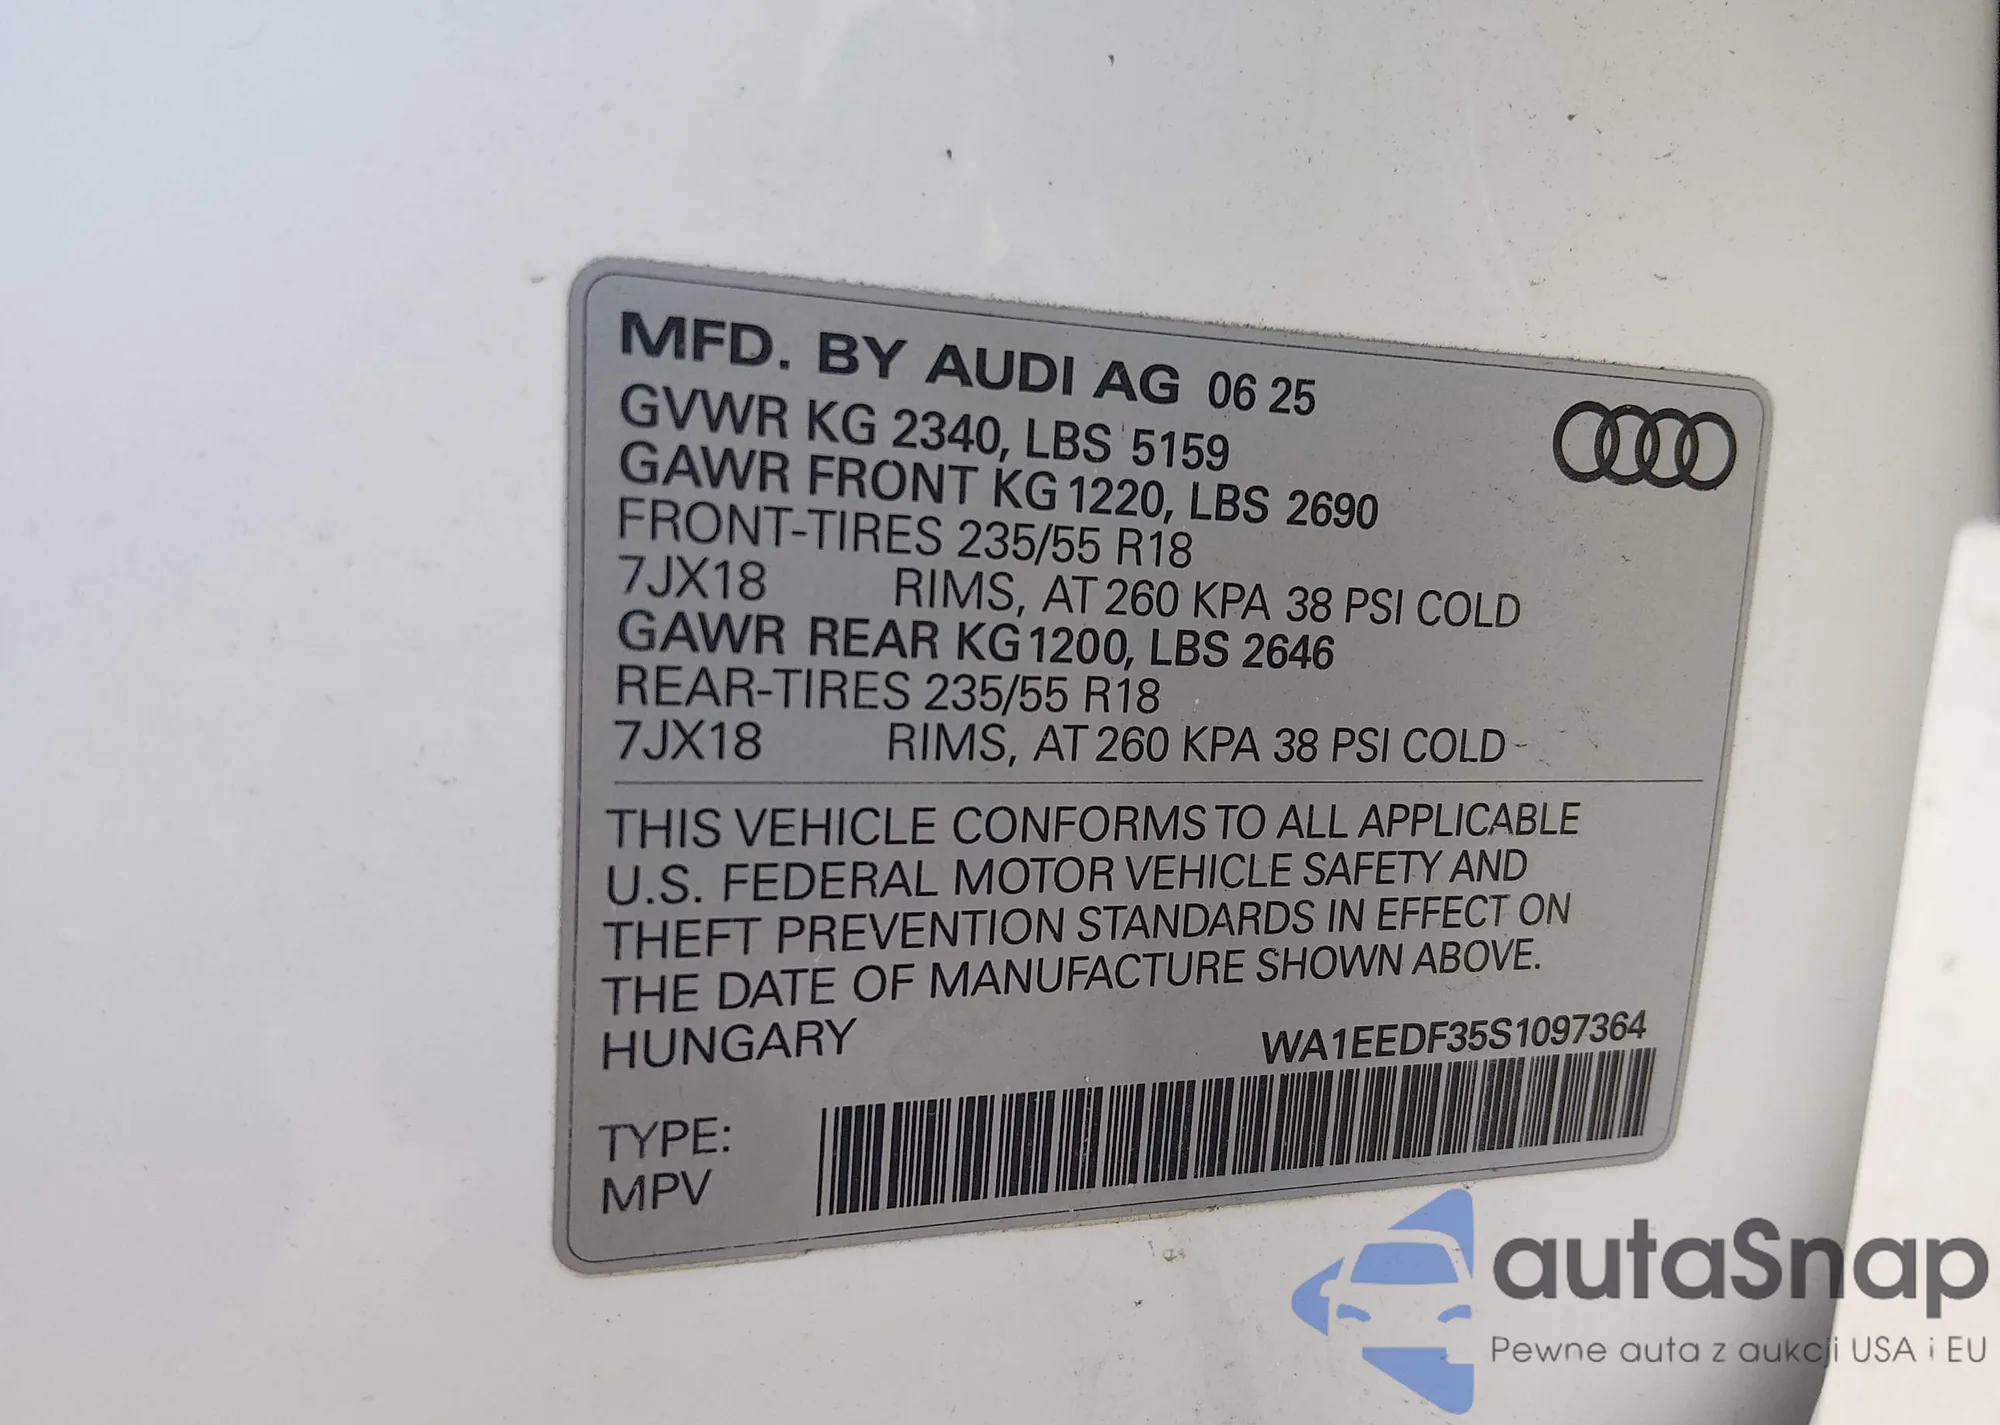 MFD. BY AUDI AG 06 25
GVWR KG 2340, LBS 5159
GAWR FRONT KG 1220, LBS 2690
FRONT-TIRES 235/55 R18
7JX18 RIMS, AT 260 KPA 38 PSI COLD
GAWR REAR KG 1200, LBS 2646
REAR-TIRES 235/55 R18
7JX18 RIMS, AT 260 KPA 38 PSI COLD
THIS VEHICLE CONFORMS TO ALL APPLICABLE
U.S. FEDERAL MOTOR VEHICLE SAFETY AND
THEFT PREVENTION STANDARDS IN EFFECT ON
THE DATE OF MANUFACTURE SHOWN ABOVE.
HUNGARY WA1EEDF35S1097364
TYPE:
MPV
autaSnap
Pewne auta z aukcji USA i EU